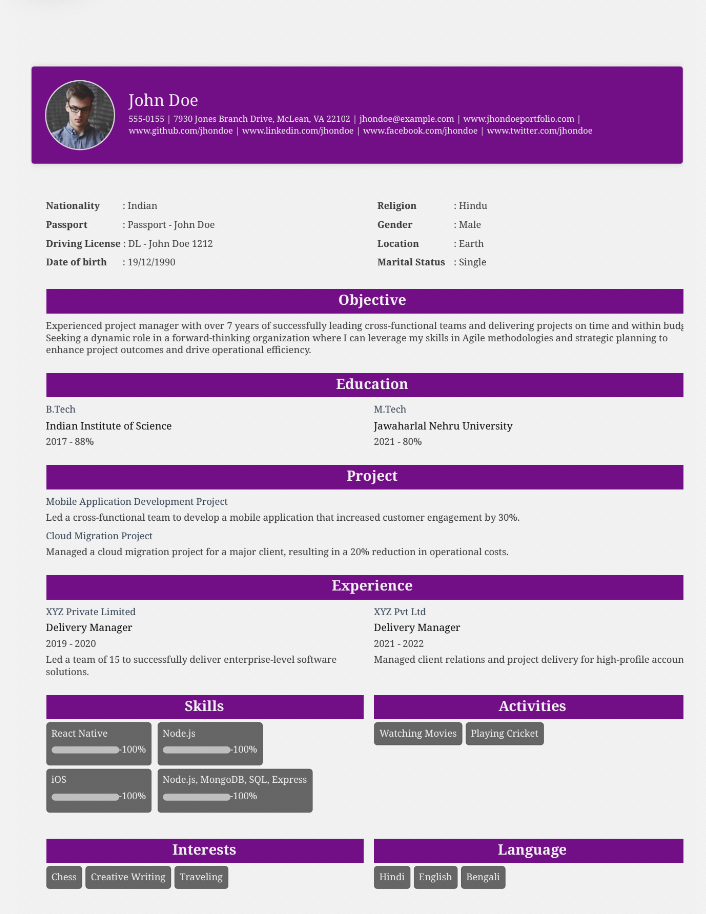 John Doe
555-0155 | 7930 Jones Branch Drive, McLean, VA 22102 | jhondoe@example.com | www.jhondoeportfolio.com |
www.github.com/jhondoe | www.linkedin.com/jhondoe | www.facebook.com/jhondoe | www.twitter.com/jhondoe
Nationality : Indian
Passport : Passport - John Doe
Driving License : DL - John Doe 1212
Date of birth : 19/12/1990
Religion : Hindu
Gender : Male
Location : Earth
Marital Status : Single
Objective
Experienced project manager with over 7 years of successfully leading cross-functional teams and delivering projects on time and within
Seeking a dynamic role in a forward-thinking organization where I can leverage my skills in Agile methodologies and strategic planning to
enhance project outcomes and drive operational efficiency.
Education
B.Tech
Indian Institute of Science
2017 - 88%
M.Tech
Jawaharlal Nehru University
2021 - 80%
Project
Mobile Application Development Project
Led a cross-functional team to develop a mobile application that increased customer engagement by 30%.
Cloud Migration Project
Managed a cloud migration project for a major client, resulting in a 20% reduction in operational costs.
Experience
XYZ Private Limited
Delivery Manager
2019 - 2020
Led a team of 15 to successfully deliver enterprise-level software
solutions.
XYZ Pvt Ltd
Delivery Manager
2021 - 2022
Managed client relations and project delivery for high-profile accoun
Skills
React Native
-100%
Node.js
-100%
iOS
-100%
Node.js, MongoDB, SQL, Express
-100%
Activities
Watching Movies
Playing Cricket
Interests
Chess
Creative Writing
Traveling
Language
Hindi
English
Bengali